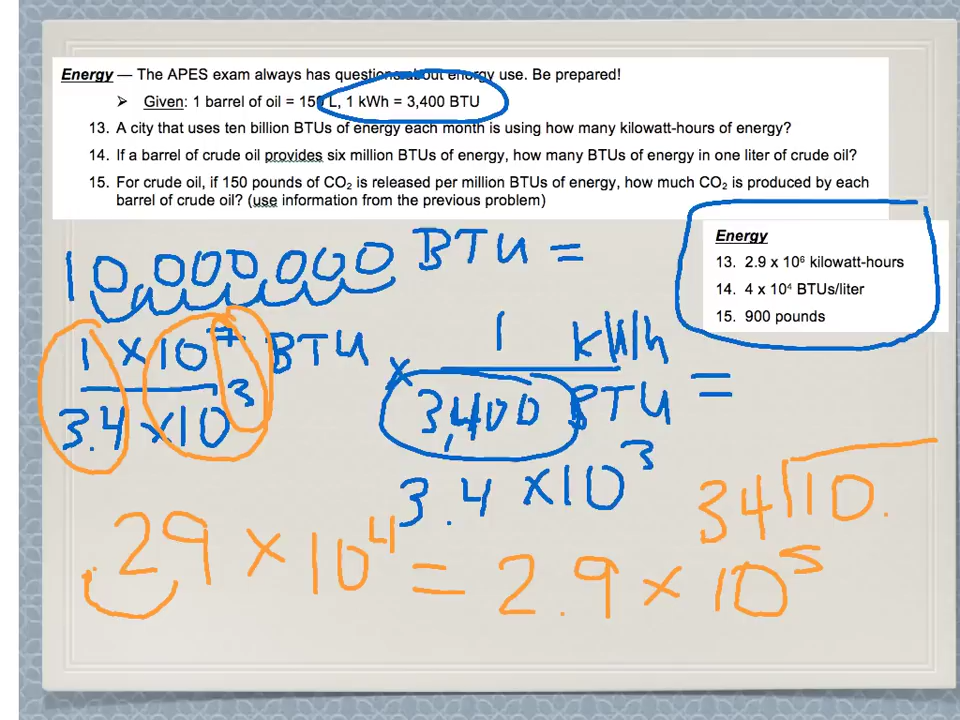 Energy — The APES exam always has questions about energy use. Be prepared!
➢ Given: 1 barrel of oil = 150 L, 1 kWh = 3,400 BTU
13. A city that uses ten billion BTUs of energy each month is using how many kilowatt-hours of energy?
14. If a barrel of crude oil provides six million BTUs of energy, how many BTUs of energy in one liter of crude oil?
15. For crude oil, if 150 pounds of CO₂ is released per million BTUs of energy, how much CO₂ is produced by each
barrel of crude oil? (use information from the previous problem)
Energy
13. 2.9 x 10⁶ kilowatt-hours
14. 4 x 10⁴ BTUs/liter
15. 900 pounds
10,000,000 BTU =
1 × 10⁷ BTU × 1 kWh
3.4 × 10³ 3,400 BTU =
3.4 × 10³
34 10.
.29 × 10⁴ = 2.9 × 10⁵